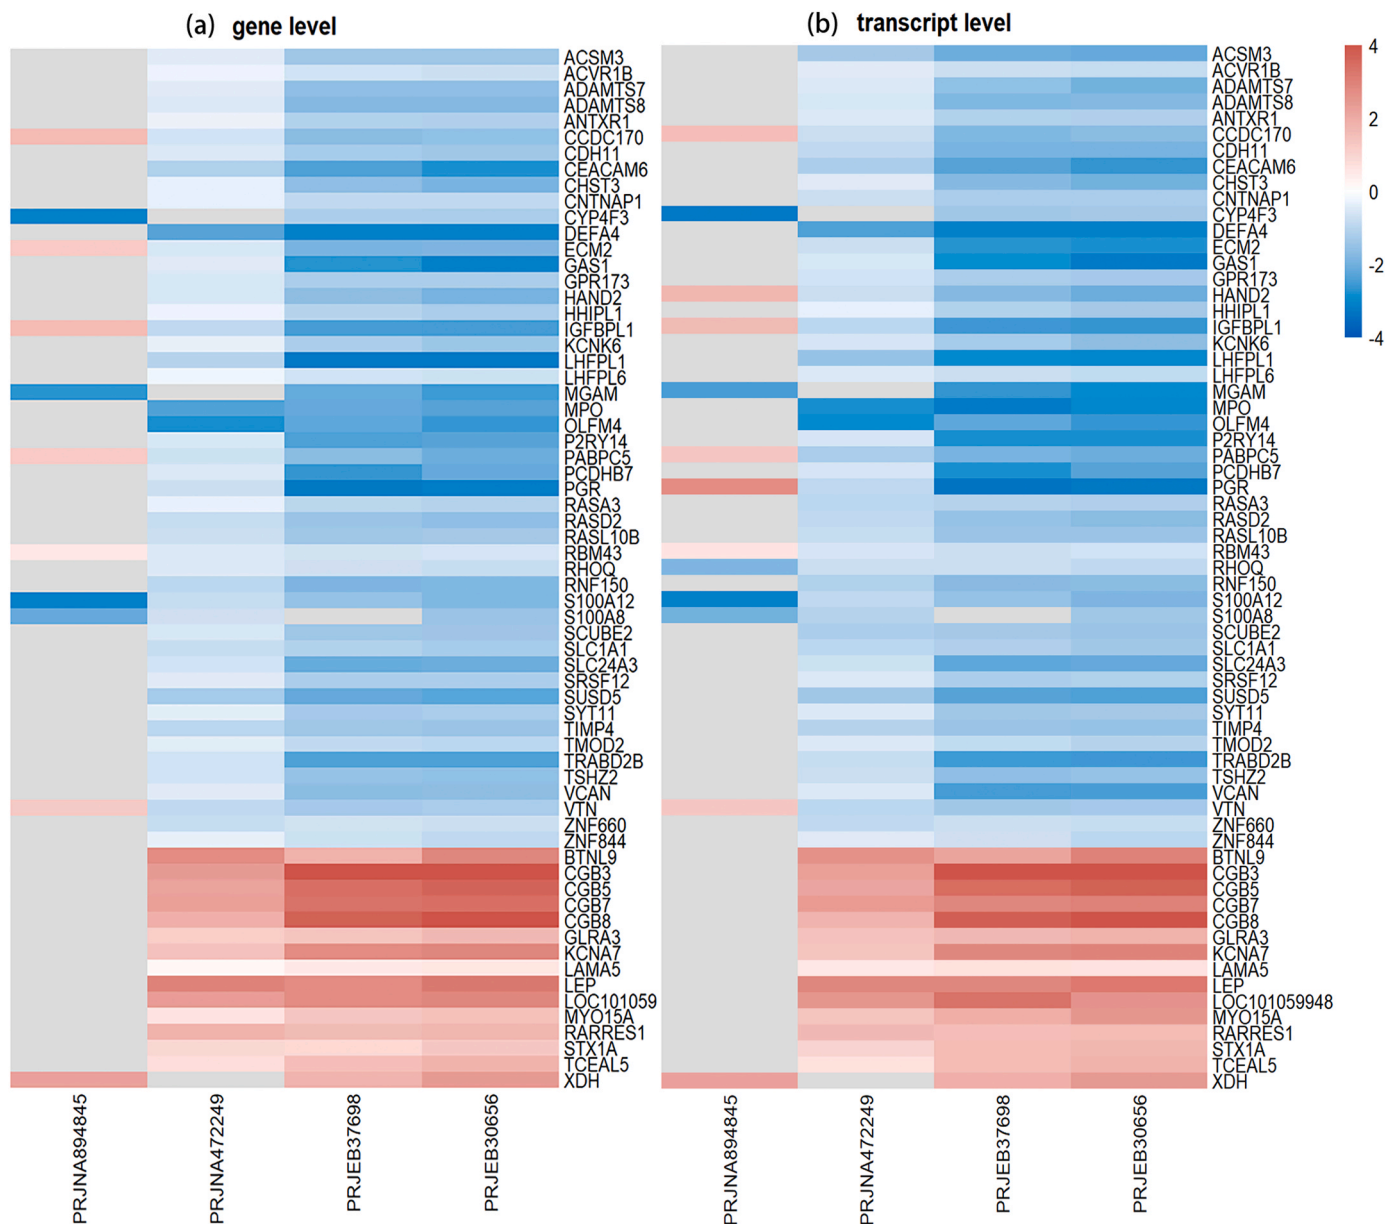 (a) gene level
ACSM3
ACVR1B
ADAMTS7
ADAMTS8
ANTXR1
CCDC170
CDH11
CEACAM6
CHST3
CNTNAP1
CYP4F3
DEFA4
ECM2
GAS1
GPR173
HAND2
HHIPL1
IGFBPL1
KCNK6
LHFPL1
LHFPL6
MGAM
MPO
OLFM4
P2RY14
PABPC5
PCDHB7
PGR
RASA3
RASD2
RASL10B
RBM43
RHOQ
RNF150
S100A12
S100A8
SCUBE2
SLC1A1
SLC24A3
SRSF12
SUSD5
SYT11
TIMP4
TMOD2
TRABD2B
TSHZ2
VCAN
VTN
ZNF660
ZNF844
BTNL9
CGB3
CGB5
CGB7
CGB8
GLRA3
KCNA7
LAMA5
LEP
LOC101059
MYO15A
RARRES1
STX1A
TCEAL5
XDH
PRJNA894845
PRJNA472249
PRJEB37698
PRJEB30656
(b) transcript level
ACSM3
ACVR1B
ADAMTS7
ADAMTS8
ANTXR1
CCDC170
CDH11
CEACAM6
CHST3
CNTNAP1
CYP4F3
DEFA4
ECM2
GAS1
GPR173
HAND2
HHIPL1
IGFBPL1
KCNK6
LHFPL1
LHFPL6
MGAM
MPO
OLFM4
P2RY14
PABPC5
PCDHB7
PGR
RASA3
RASD2
RASL10B
RBM43
RHOQ
RNF150
S100A12
S100A8
SCUBE2
SLC1A1
SLC24A3
SRSF12
SUSD5
SYT11
TIMP4
TMOD2
TRABD2B
TSHZ2
VCAN
VTN
ZNF660
ZNF844
BTNL9
CGB3
CGB5
CGB7
CGB8
GLRA3
KCNA7
LAMA5
LEP
LOC101059948
MYO15A
RARRES1
STX1A
TCEAL5
XDH
PRJNA894845
PRJNA472249
PRJEB37698
PRJEB30656
4
2
0
-2
-4